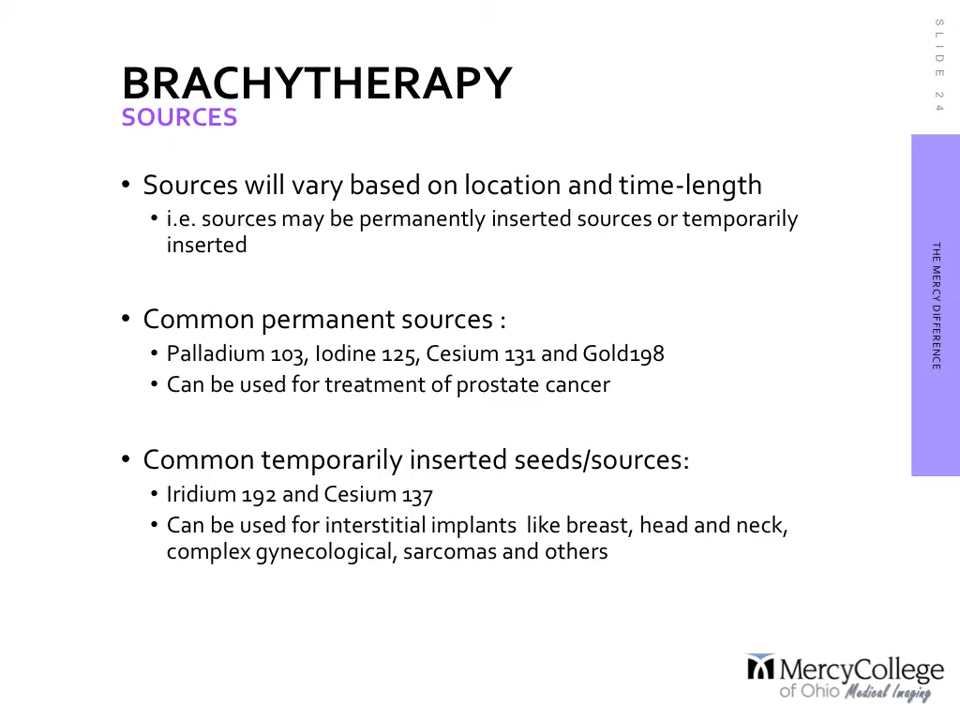 SLIDE 24
BRACHYTHERAPY
SOURCES
• Sources will vary based on location and time-length
• i.e. sources may be permanently inserted sources or temporarily
inserted
• Common permanent sources :
• Palladium 103, Iodine 125, Cesium 131 and Gold198
• Can be used for treatment of prostate cancer
• Common temporarily inserted seeds/sources:
• Iridium 192 and Cesium 137
• Can be used for interstitial implants like breast, head and neck,
complex gynecological, sarcomas and others
THE MERCY DIFFERENCE
MercyCollege
of Ohio Medical Imaging